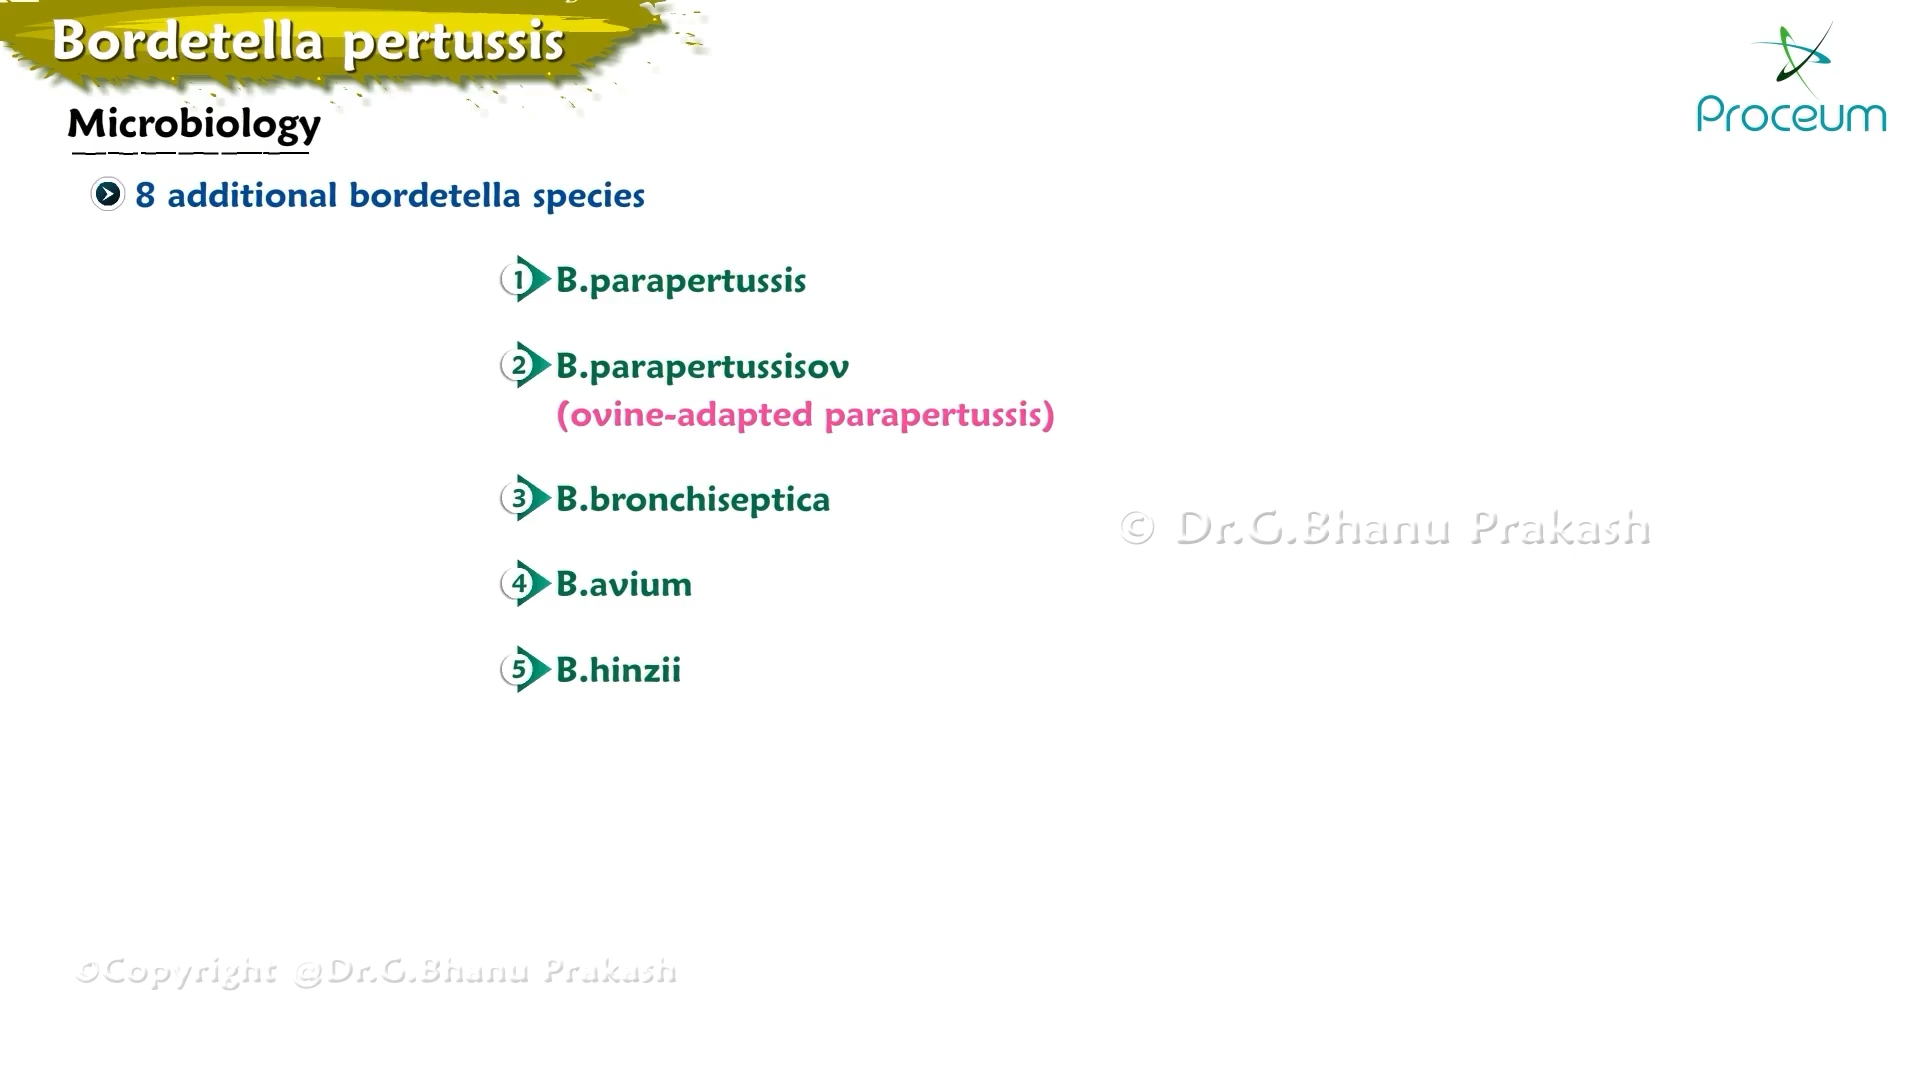 Bordetella pertussis
Proceum
Microbiology
8 additional bordetella species
1 B.parapertussis
2 B.parapertussisov
(ovine-adapted parapertussis)
3 B.bronchiseptica
© Dr.G.Bhanu Prakash
4 B.avium
5 B.hinzii
©Copyright @Dr.G.Bhanu Prakash